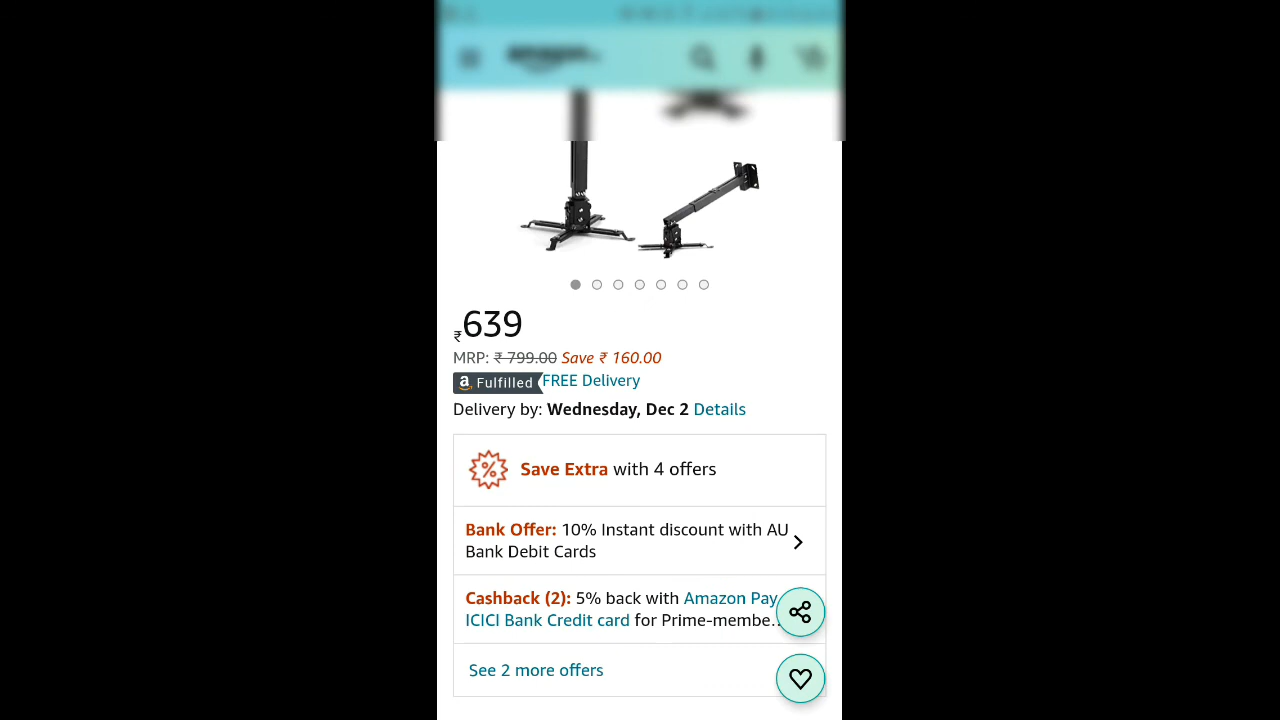 amazon
₹639
MRP: ₹ 799.00 Save ₹ 160.00
a Fulfilled FREE Delivery
Delivery by: Wednesday, Dec 2 Details
Save Extra with 4 offers
Bank Offer: 10% Instant discount with AU
Bank Debit Cards
Cashback (2): 5% back with Amazon Pay
ICICI Bank Credit card for Prime-membe..
See 2 more offers